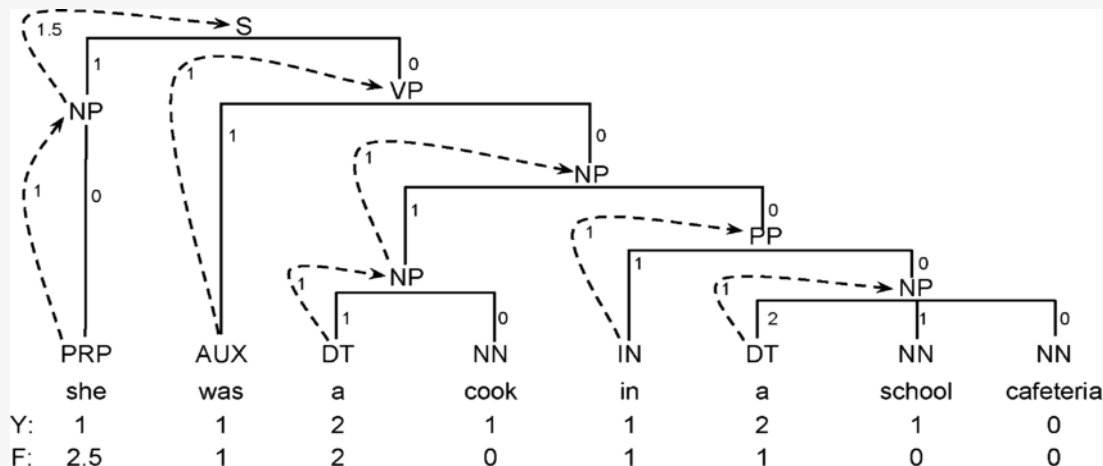 1.5 S
1 0
1 VP
NP
1 0
1 NP
1 0
1 0
1 PP
NP 1 0
1 1 NP
1 0 2 1 0
PRP AUX DT NN IN DT NN NN
she was a cook in a school cafeteria
Y: 1 1 2 1 1 2 1 0
F: 2.5 1 2 0 1 1 0 0